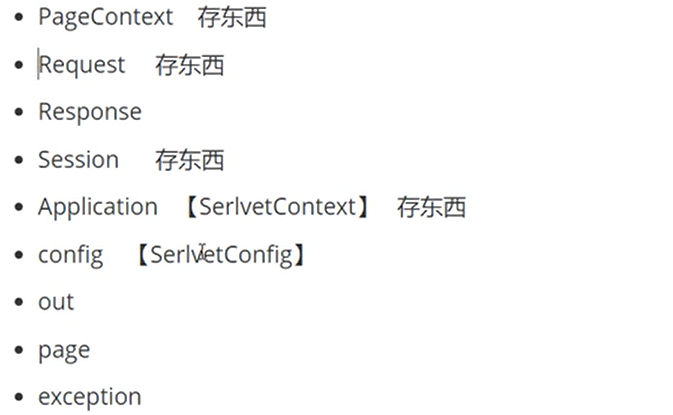 PageContext 存东西
Request 存东西
Response
Session 存东西
Application 【SerlvetContext】 存东西
config 【SerlvetConfig】
out
page
exception